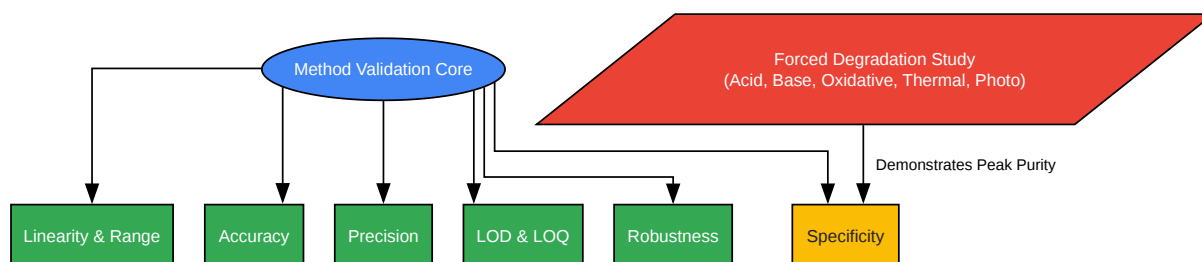 Forced Degradation Study
(Acid, Base, Oxidative, Thermal, Photo)
Method Validation Core
Demonstrates Peak Purity
Linearity & Range
Accuracy
Precision
LOD & LOQ
Robustness
Specificity